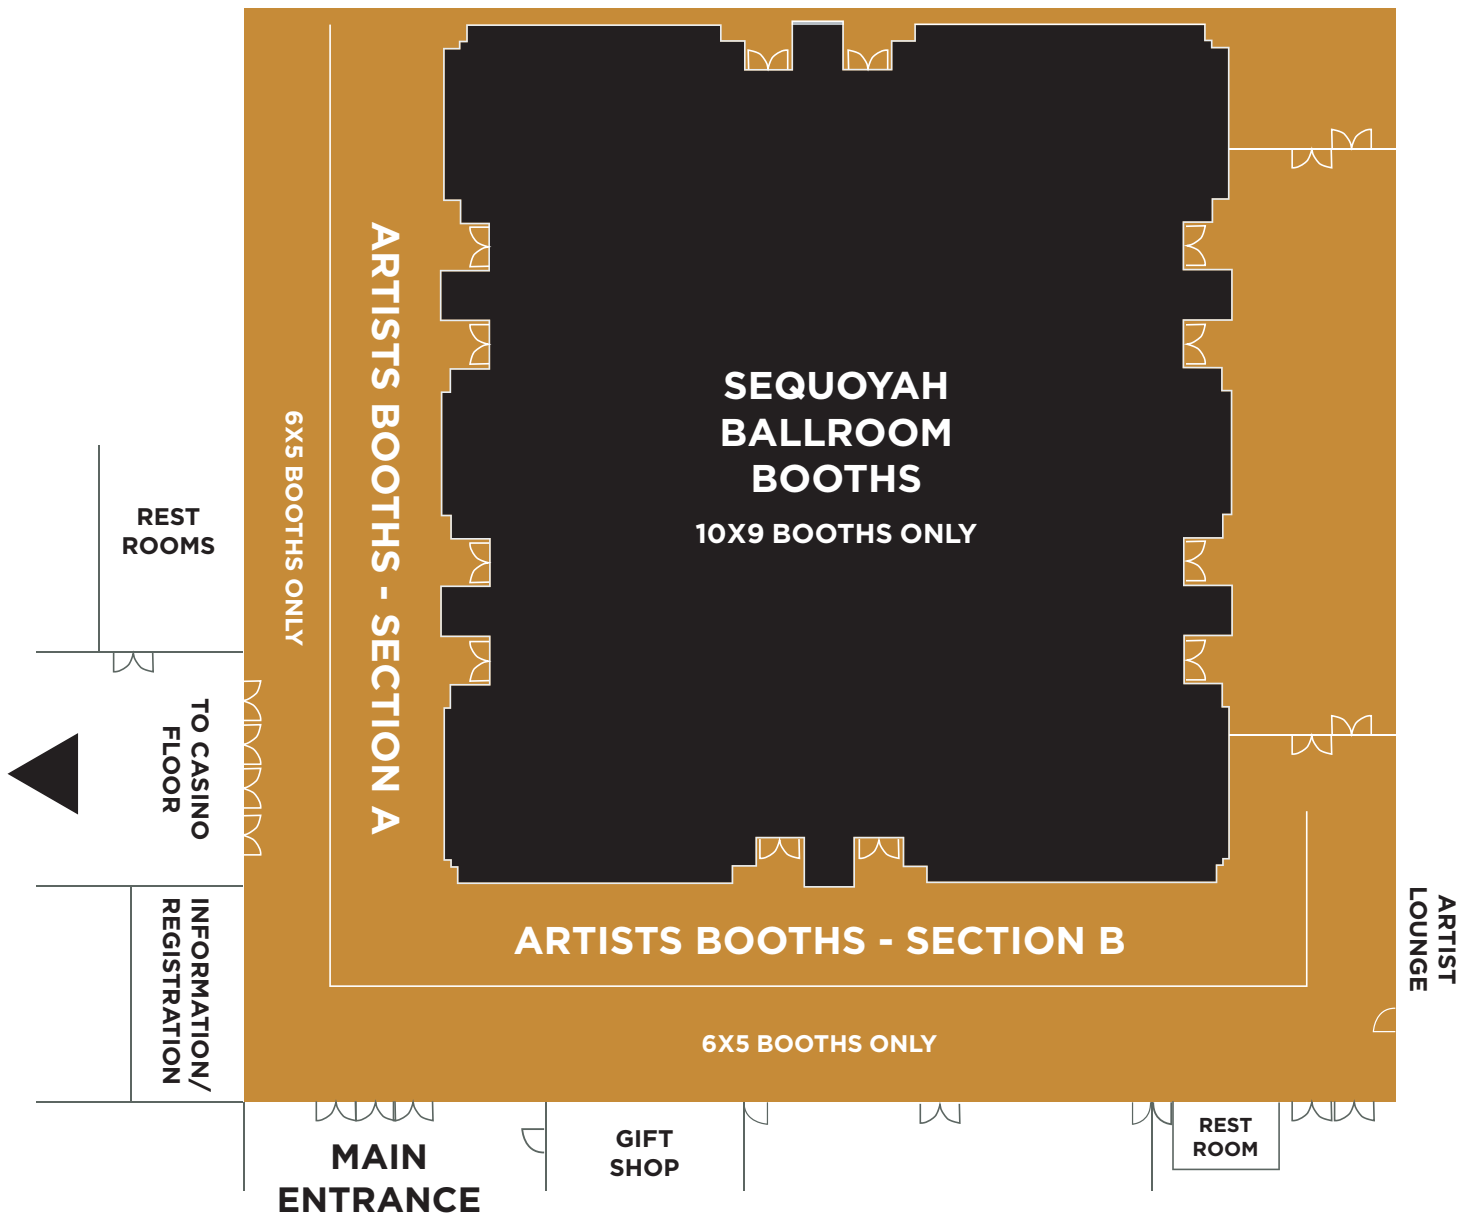 SEQUOYAH
BALLROOM
BOOTHS
10X9 BOOTHS ONLY
ARTISTS BOOTHS - SECTION A
6X5 BOOTHS ONLY
REST
ROOMS
TO CASINO
FLOOR
INFORMATION/
REGISTRATION
ARTISTS BOOTHS - SECTION B
6X5 BOOTHS ONLY
ARTIST
LOUNGE
MAIN
ENTRANCE
GIFT
SHOP
REST
ROOM